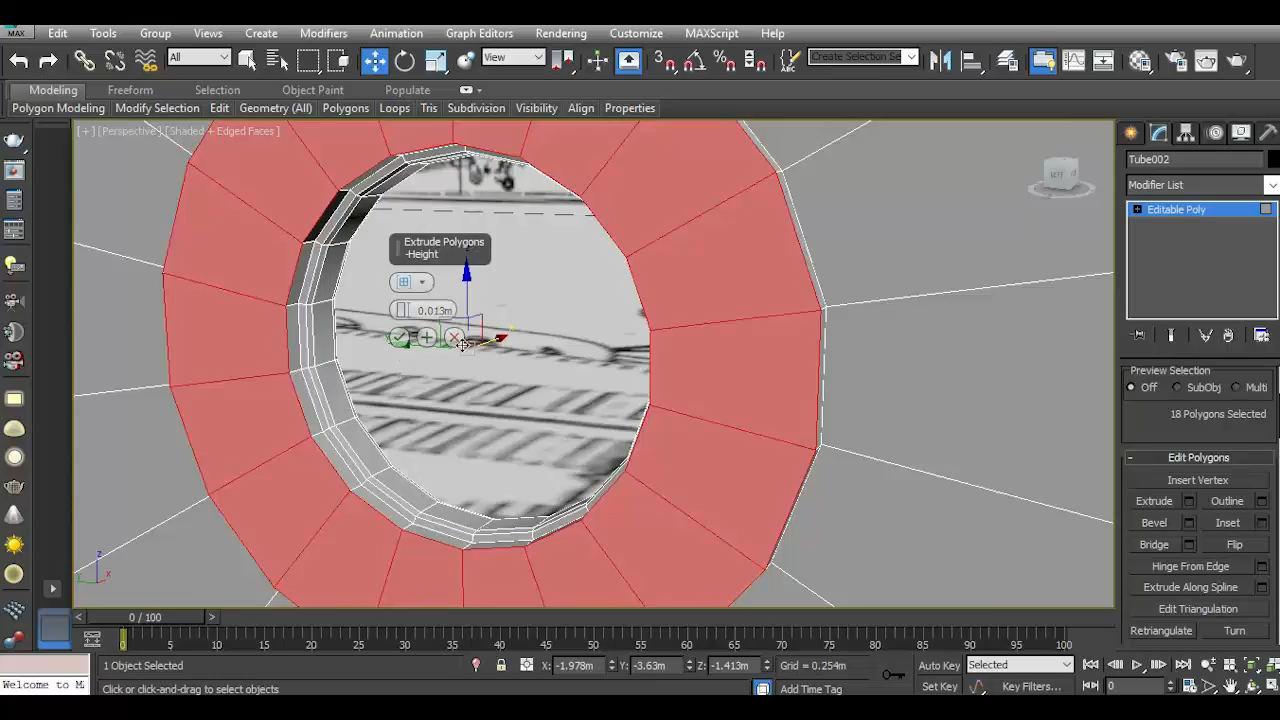 MAX Edit Tools Group Views Create Modifiers Animation Graph Editors Rendering Customize MAXScript Help
All View 3 % ABC Create Selection Se
Modeling Freeform Selection Object Paint Populate
Polygon Modeling Modify Selection Edit Geometry (All) Polygons Loops Tris Subdivision Visibility Align Properties
[+] [Perspective] [Shaded + Edged Faces]
Tube002
Modifier List
Editable Poly
Extrude Polygons
-Height
0.013m
Preview Selection
Off SubObj Multi
18 Polygons Selected
Edit Polygons
Insert Vertex
Extrude Outline
Bevel Inset
Bridge Flip
Hinge From Edge
Extrude Along Spline
Edit Triangulation
Retriangulate Turn
z
x
< 0 / 100 >
0 5 10 15 20 25 30 35 40 45 50 55 60 65 70 75 80 85 90 95 100
1 Object Selected X: -1.978m Y: -3.63m Z: -1.413m Grid = 0.254m Auto Key Selected
Welcome to M Click or click-and-drag to select objects Add Time Tag Set Key Key Filters... 0